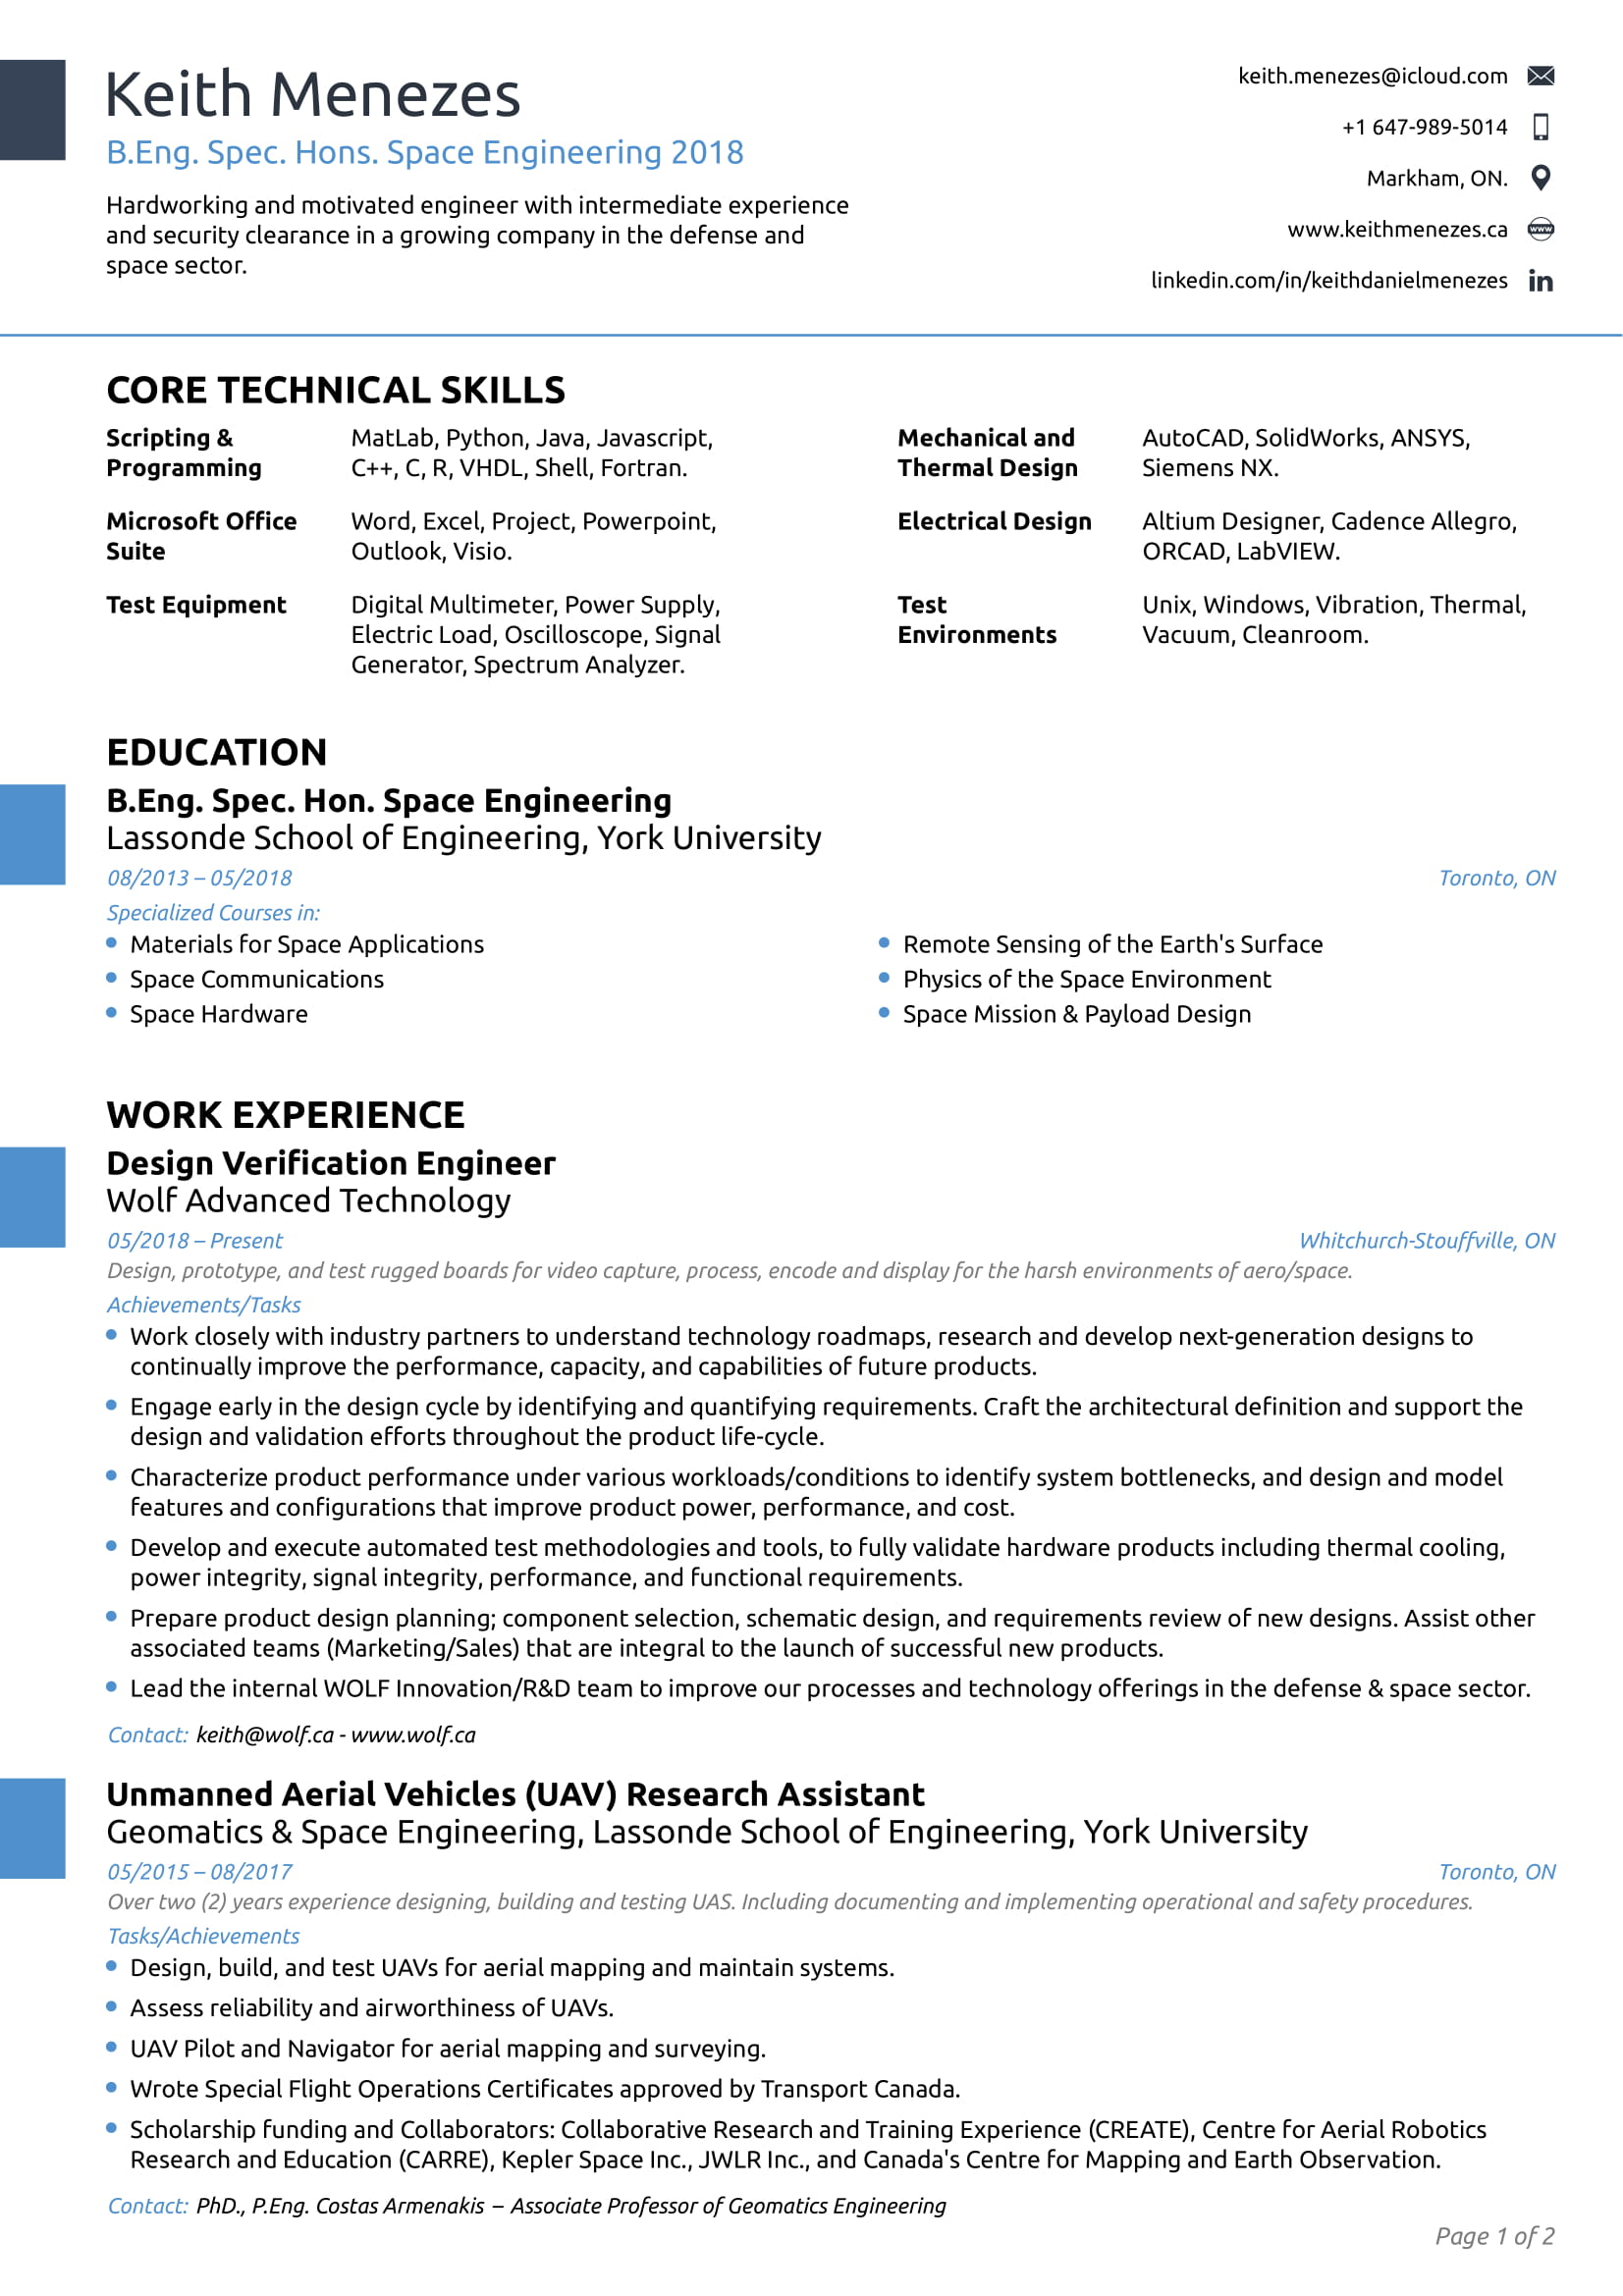 Keith Menezes
B.Eng. Spec. Hons. Space Engineering 2018
Hardworking and motivated engineer with intermediate experience
and security clearance in a growing company in the defense and
space sector.
keith.menezes@icloud.com
+1 647-989-5014
Markham, ON.
www.keithmenezes.ca
www
linkedin.com/in/keithdanielmenezes
in
CORE TECHNICAL SKILLS
Scripting &
Programming
MatLab, Python, Java, Javascript,
C++, C, R, VHDL, Shell, Fortran.
Mechanical and
Thermal Design
AutoCAD, SolidWorks, ANSYS,
Siemens NX.
Microsoft Office
Suite
Word, Excel, Project, Powerpoint,
Outlook, Visio.
Electrical Design
Altium Designer, Cadence Allegro,
ORCAD, LabVIEW.
Test Equipment
Digital Multimeter, Power Supply,
Electric Load, Oscilloscope, Signal
Generator, Spectrum Analyzer.
Test
Environments
Unix, Windows, Vibration, Thermal,
Vacuum, Cleanroom.
EDUCATION
B.Eng. Spec. Hon. Space Engineering
Lassonde School of Engineering, York University
08/2013 – 05/2018
Toronto, ON
Specialized Courses in:
Materials for Space Applications
Space Communications
Space Hardware
Remote Sensing of the Earth's Surface
Physics of the Space Environment
Space Mission & Payload Design
WORK EXPERIENCE
Design Verification Engineer
Wolf Advanced Technology
05/2018 – Present
Whitchurch-Stouffville, ON
Design, prototype, and test rugged boards for video capture, process, encode and display for the harsh environments of aero/space.
Achievements/Tasks
Work closely with industry partners to understand technology roadmaps, research and develop next-generation designs to
continually improve the performance, capacity, and capabilities of future products.
Engage early in the design cycle by identifying and quantifying requirements. Craft the architectural definition and support the
design and validation efforts throughout the product life-cycle.
Characterize product performance under various workloads/conditions to identify system bottlenecks, and design and model
features and configurations that improve product power, performance, and cost.
Develop and execute automated test methodologies and tools, to fully validate hardware products including thermal cooling,
power integrity, signal integrity, performance, and functional requirements.
Prepare product design planning; component selection, schematic design, and requirements review of new designs. Assist other
associated teams (Marketing/Sales) that are integral to the launch of successful new products.
Lead the internal WOLF Innovation/R&D team to improve our processes and technology offerings in the defense & space sector.
Contact: keith@wolf.ca - www.wolf.ca
Unmanned Aerial Vehicles (UAV) Research Assistant
Geomatics & Space Engineering, Lassonde School of Engineering, York University
05/2015 – 08/2017
Toronto, ON
Over two (2) years experience designing, building and testing UAS. Including documenting and implementing operational and safety procedures.
Tasks/Achievements
Design, build, and test UAVs for aerial mapping and maintain systems.
Assess reliability and airworthiness of UAVs.
UAV Pilot and Navigator for aerial mapping and surveying.
Wrote Special Flight Operations Certificates approved by Transport Canada.
Scholarship funding and Collaborators: Collaborative Research and Training Experience (CREATE), Centre for Aerial Robotics
Research and Education (CARRE), Kepler Space Inc., JWLR Inc., and Canada's Centre for Mapping and Earth Observation.
Contact: PhD., P.Eng. Costas Armenakis – Associate Professor of Geomatics Engineering
Page 1 of 2